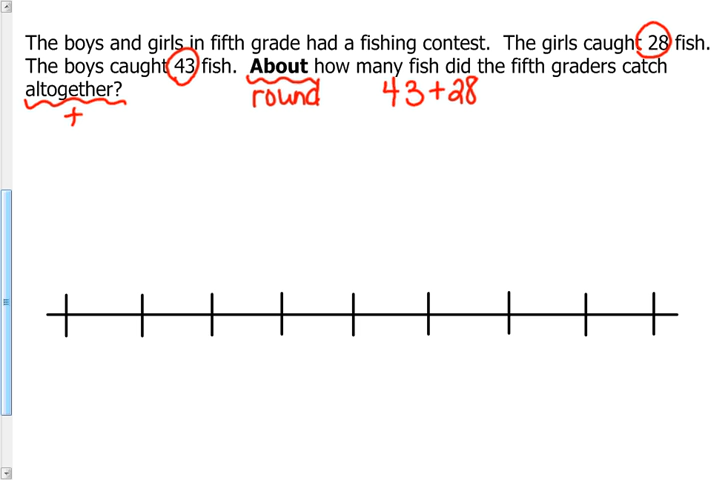 The boys and girls in fifth grade had a fishing contest. The girls caught 28 fish.
The boys caught 43 fish. About how many fish did the fifth graders catch
altogether?
round 43+28
+